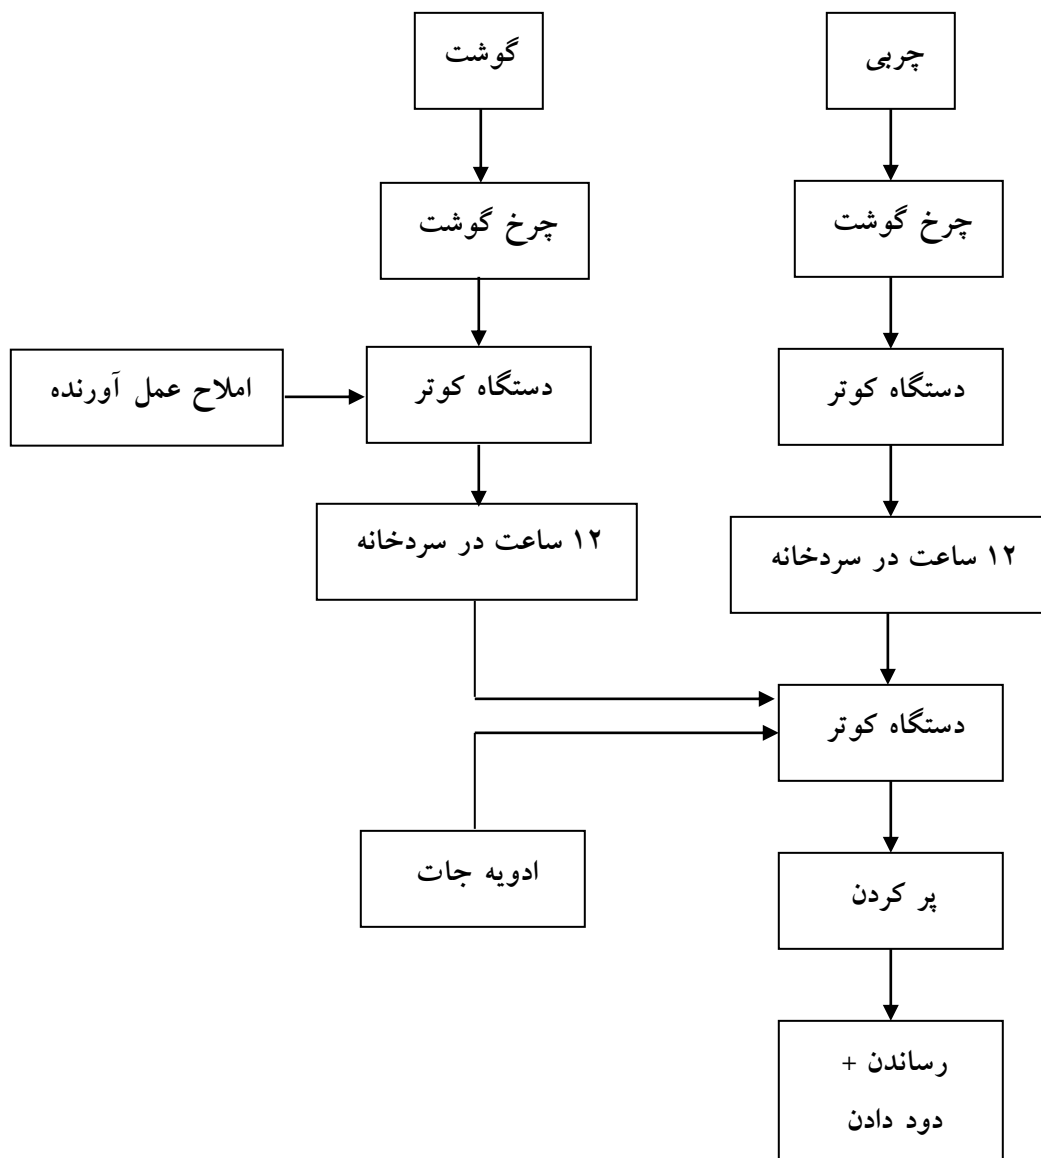 گوشت
چربی
چرخ گوشت
چرخ گوشت
املاح عمل آورنده
دستگاه کوتر
دستگاه کوتر
۱۲ ساعت در سردخانه
۱۲ ساعت در سردخانه
دستگاه کوتر
ادویه جات
پر کردن
رساندن +
دود دادن